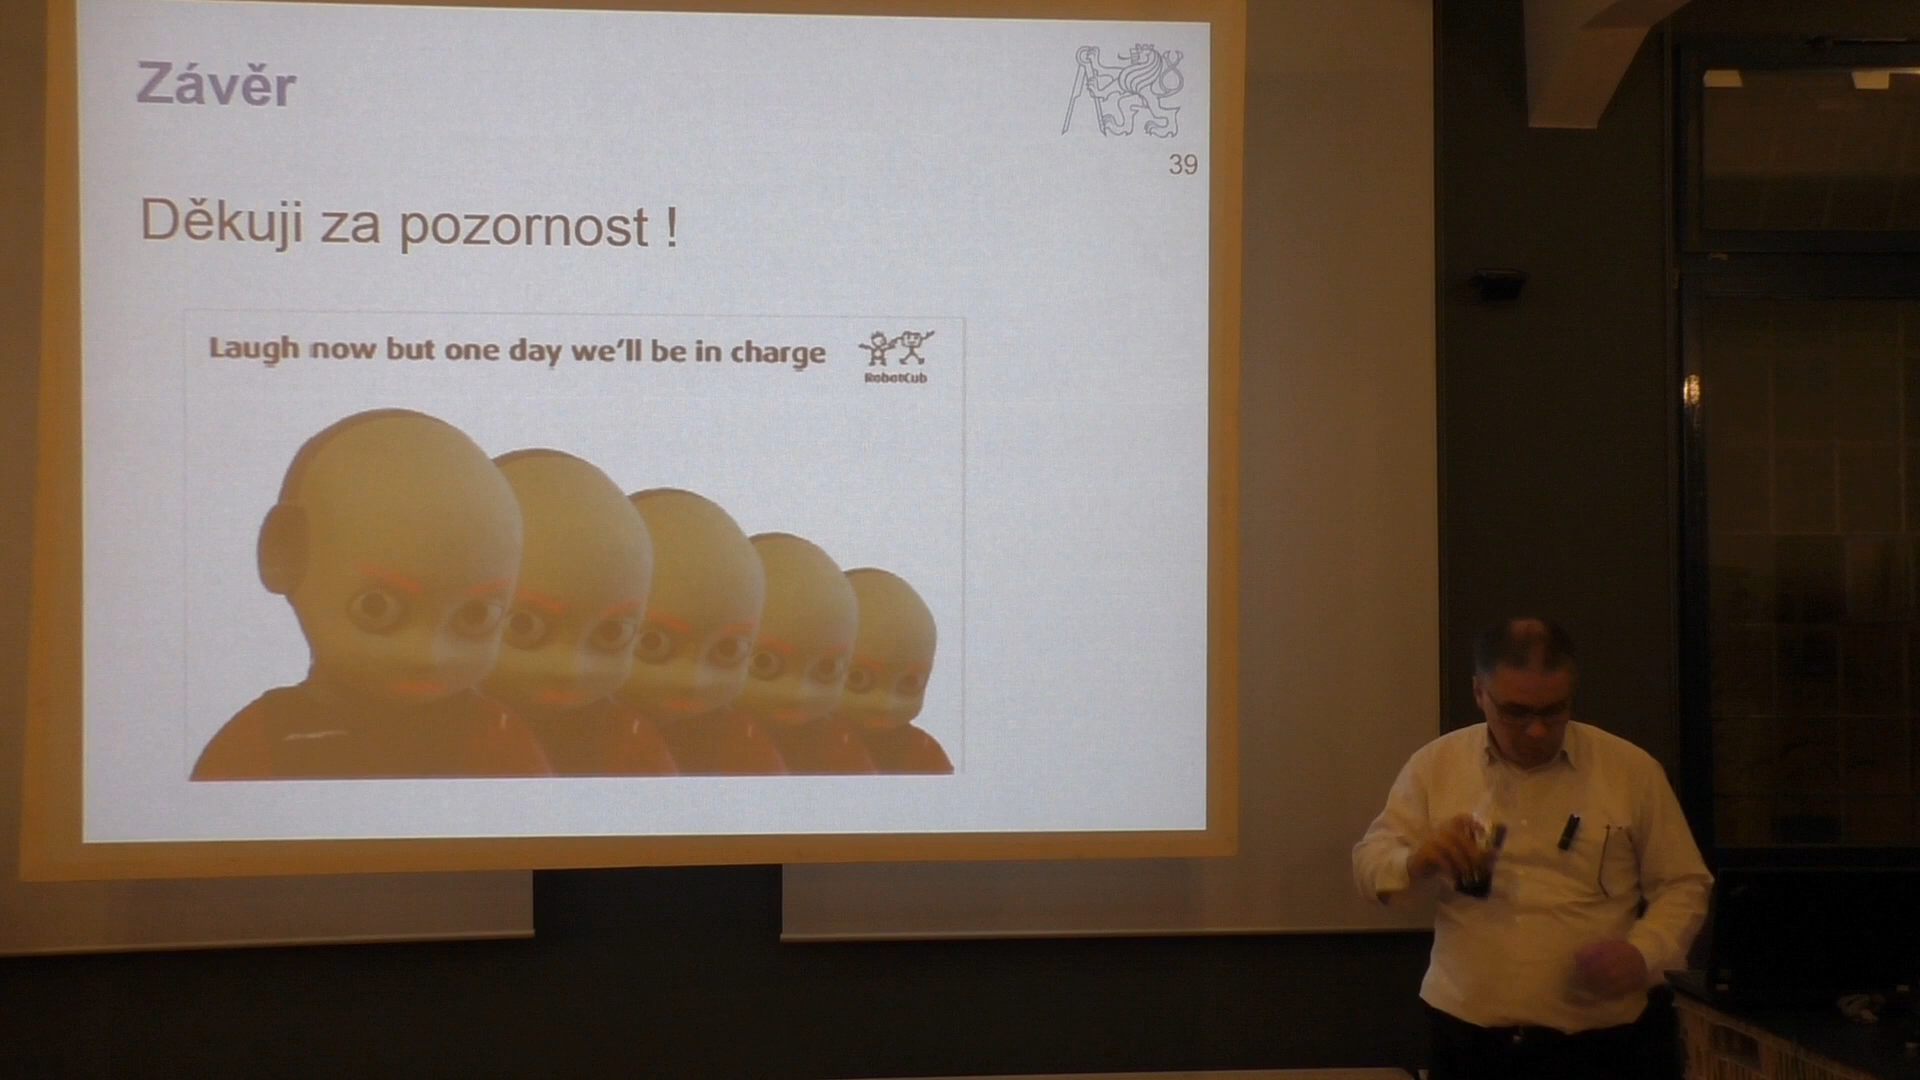 Závěr
39
Děkuji za pozornost !
Laugh now but one day we'll be in charge
RobotCub